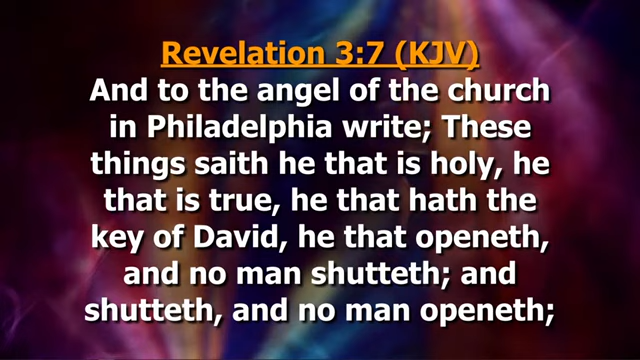 Revelation 3:7 (KJV)
And to the angel of the church
in Philadelphia write; These
things saith he that is holy, he
that is true, he that hath the
key of David, he that openeth,
and no man shutteth; and
shutteth, and no man openeth;